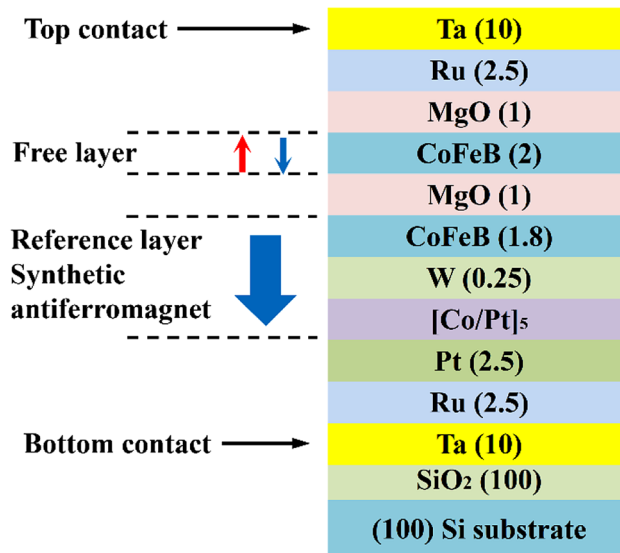 Top contact
Ta (10)
Ru (2.5)
MgO (1)
Free layer
CoFeB (2)
MgO (1)
Reference layer
Synthetic
antiferromagnet
CoFeB (1.8)
W (0.25)
[Co/Pt]₅
Pt (2.5)
Ru (2.5)
Bottom contact
Ta (10)
SiO₂ (100)
(100) Si substrate